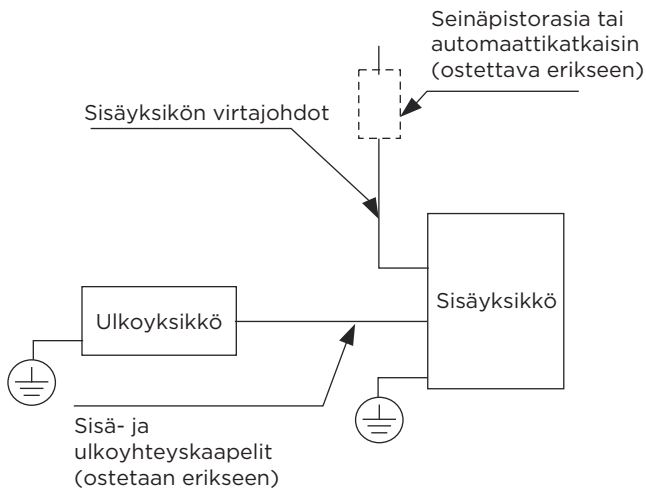 Seinäpistorasia tai
automaattikatkaisin
(ostettava erikseen)
Sisäyksikön virtajohdot
Sisäyksikkö
Ulkoyksikkö
Sisä- ja
ulkoyhteyskaapelit
(ostetaan erikseen)